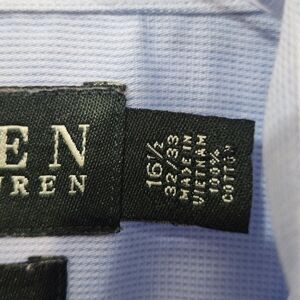 EN
UREN
16½
32/33
MADE IN
VIETNAM
100%
COTTON